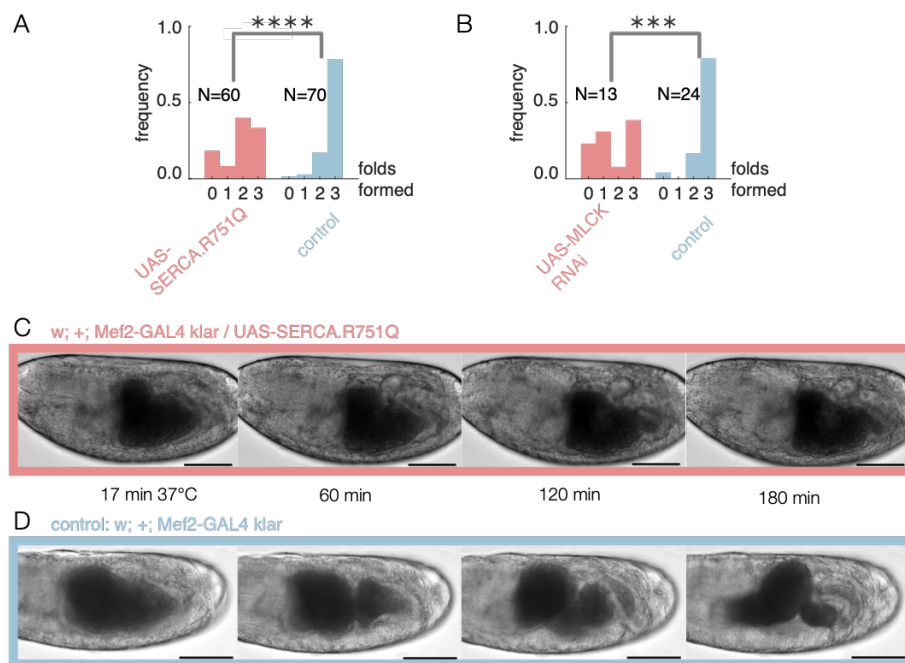 A
1.0
0.5
0.0
frequency
****
N=60
N=70
0 1 2 3
0 1 2 3
folds
formed
UAS-
SERCA.R751Q
control
B
1.0
0.5
0.0
frequency
***
N=13
N=24
0 1 2 3
0 1 2 3
folds
formed
UAS-MLCK
RNAi
control
C
w; +; Mef2-GAL4 klar / UAS-SERCA.R751Q
17 min 37°C
60 min
120 min
180 min
D
control: w; +; Mef2-GAL4 klar